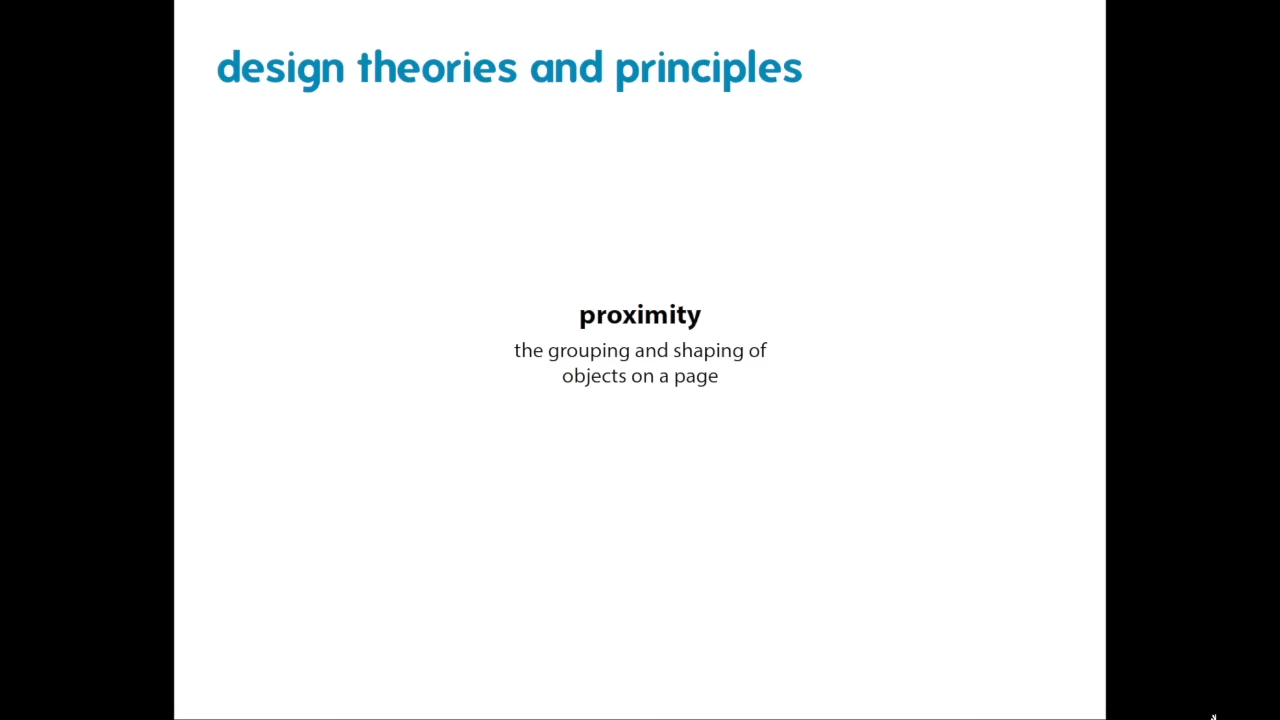 design theories and principles
proximity
the grouping and shaping of
objects on a page